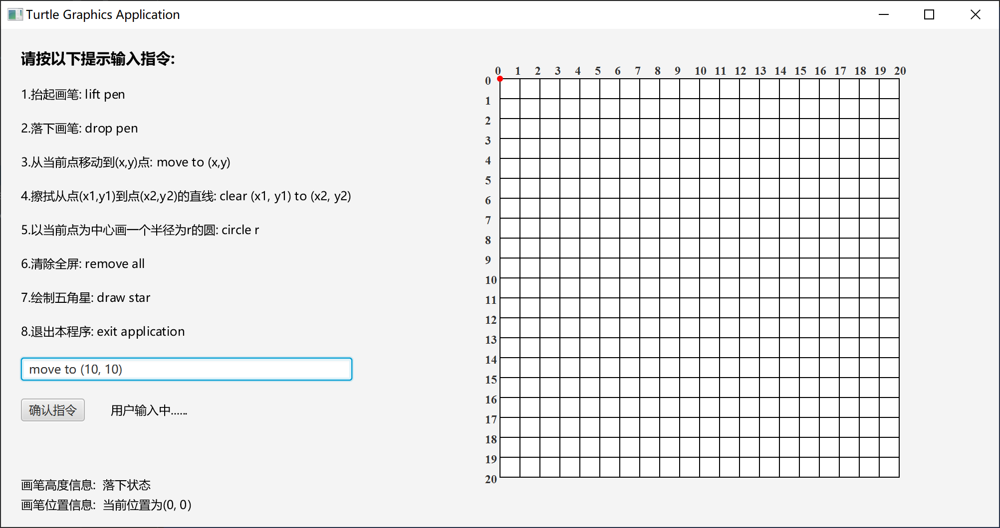 Turtle Graphics Application
请按以下提示输入指令:
1.抬起画笔: lift pen
2.落下画笔: drop pen
3.从当前点移动到(x,y)点: move to (x,y)
4.擦拭从点(x1,y1)到点(x2,y2)的直线: clear (x1, y1) to (x2, y2)
5.以当前点为中心画一个半径为r的圆: circle r
6.清除全屏: remove all
7.绘制五角星: draw star
8.退出本程序: exit application
move to (10, 10)
确认指令 用户输入中......
画笔高度信息: 落下状态
画笔位置信息: 当前位置为(0, 0)
0 1 2 3 4 5 6 7 8 9 10 11 12 13 14 15 16 17 18 19 20
0
1
2
3
4
5
6
7
8
9
10
11
12
13
14
15
16
17
18
19
20